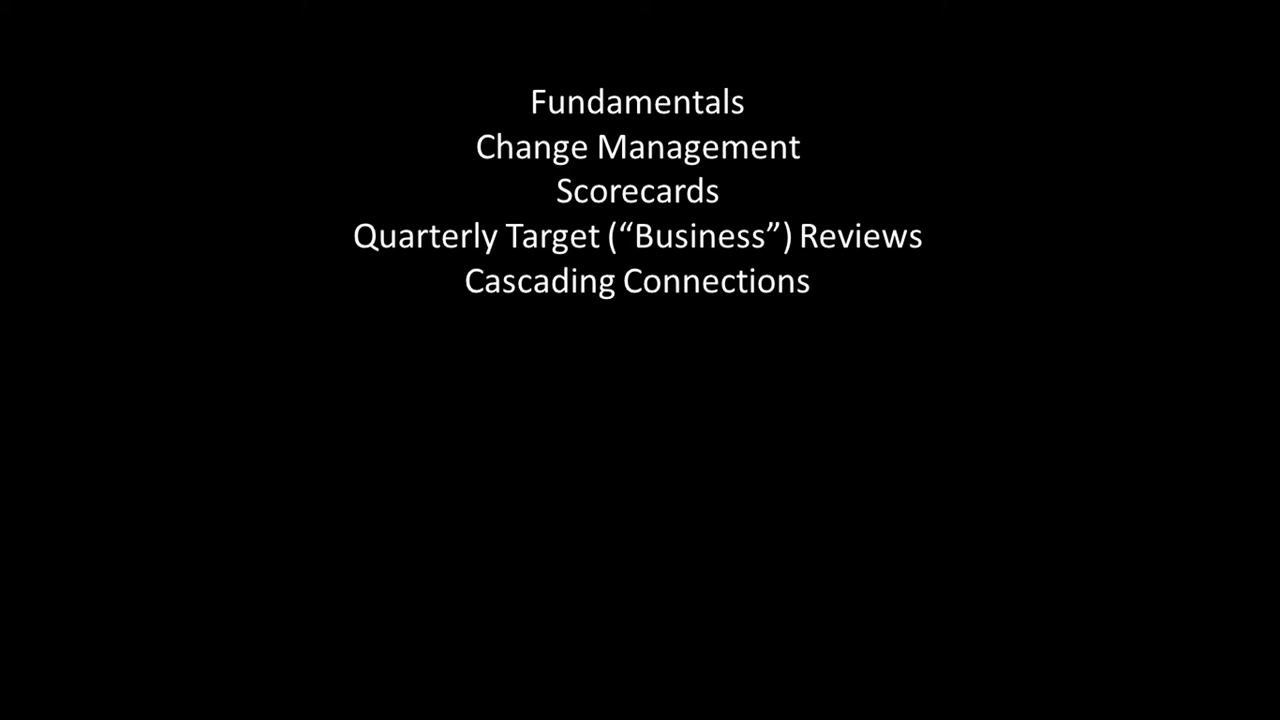 Fundamentals
Change Management
Scorecards
Quarterly Target (“Business”) Reviews
Cascading Connections